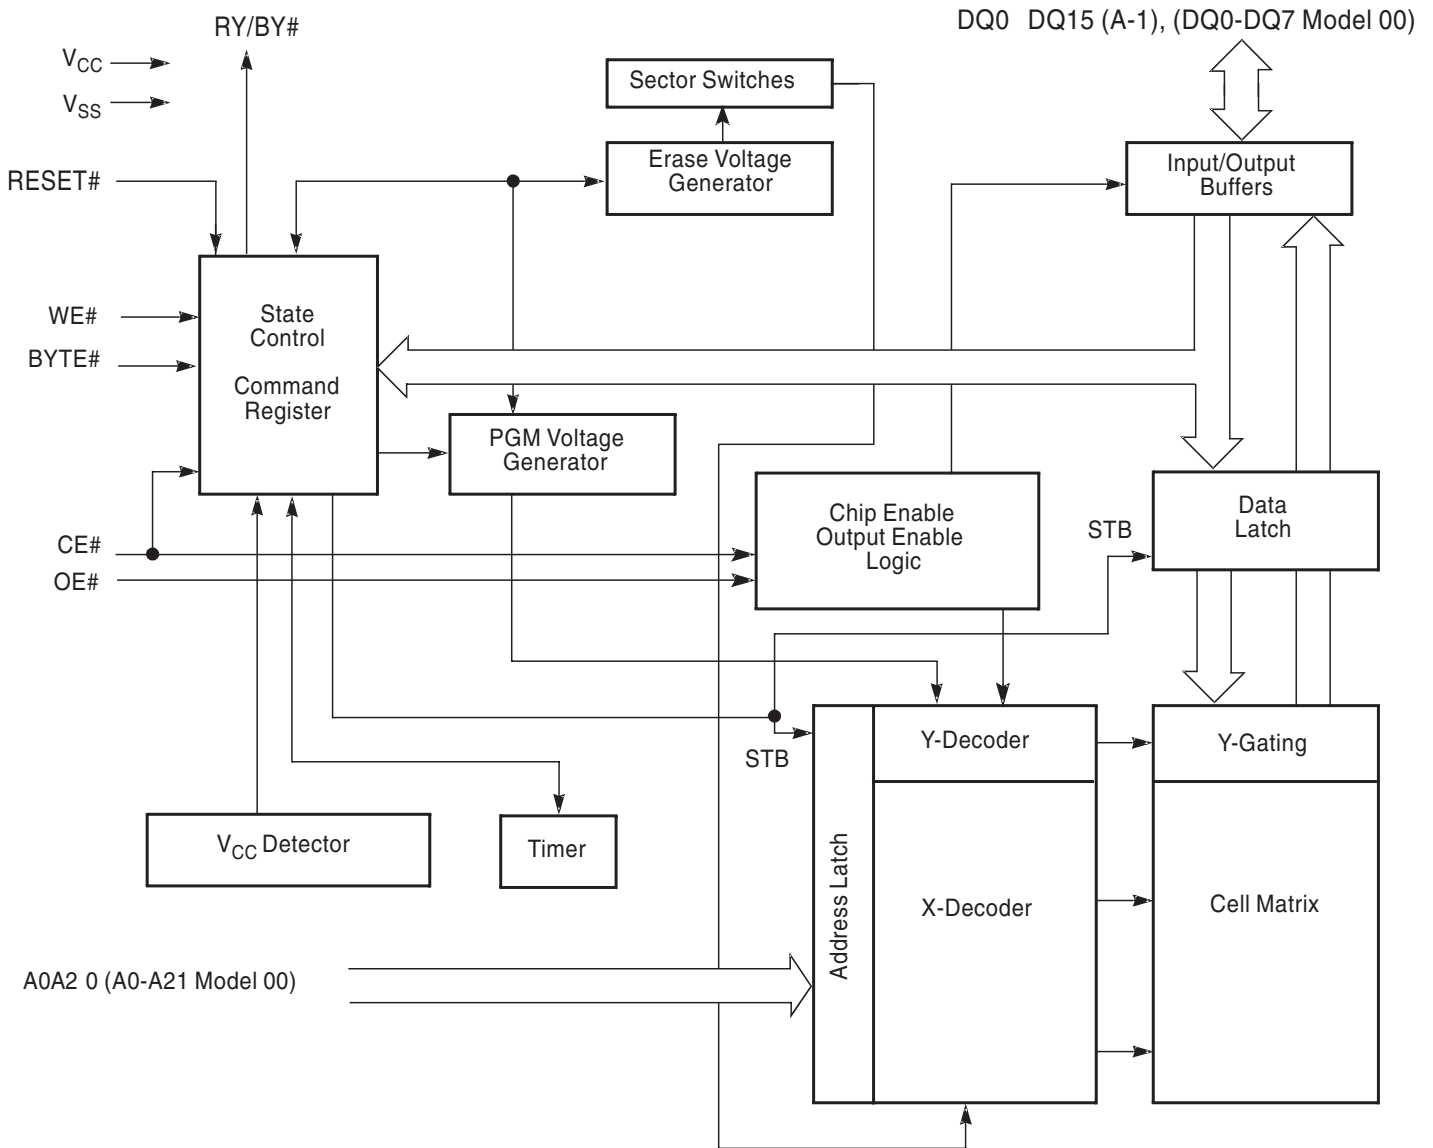 RY/BY#
DQ0 DQ15 (A-1), (DQ0-DQ7 Model 00)
VCC
VSS
Sector Switches
Erase Voltage
Generator
Input/Output
Buffers
RESET#
WE#
BYTE#
State
Control
Command
Register
PGM Voltage
Generator
Chip Enable
Output Enable
Logic
STB
Data
Latch
CE#
OE#
STB
Y-Decoder
Y-Gating
VCC Detector
Timer
Address Latch
X-Decoder
Cell Matrix
A0A2 0 (A0-A21 Model 00)